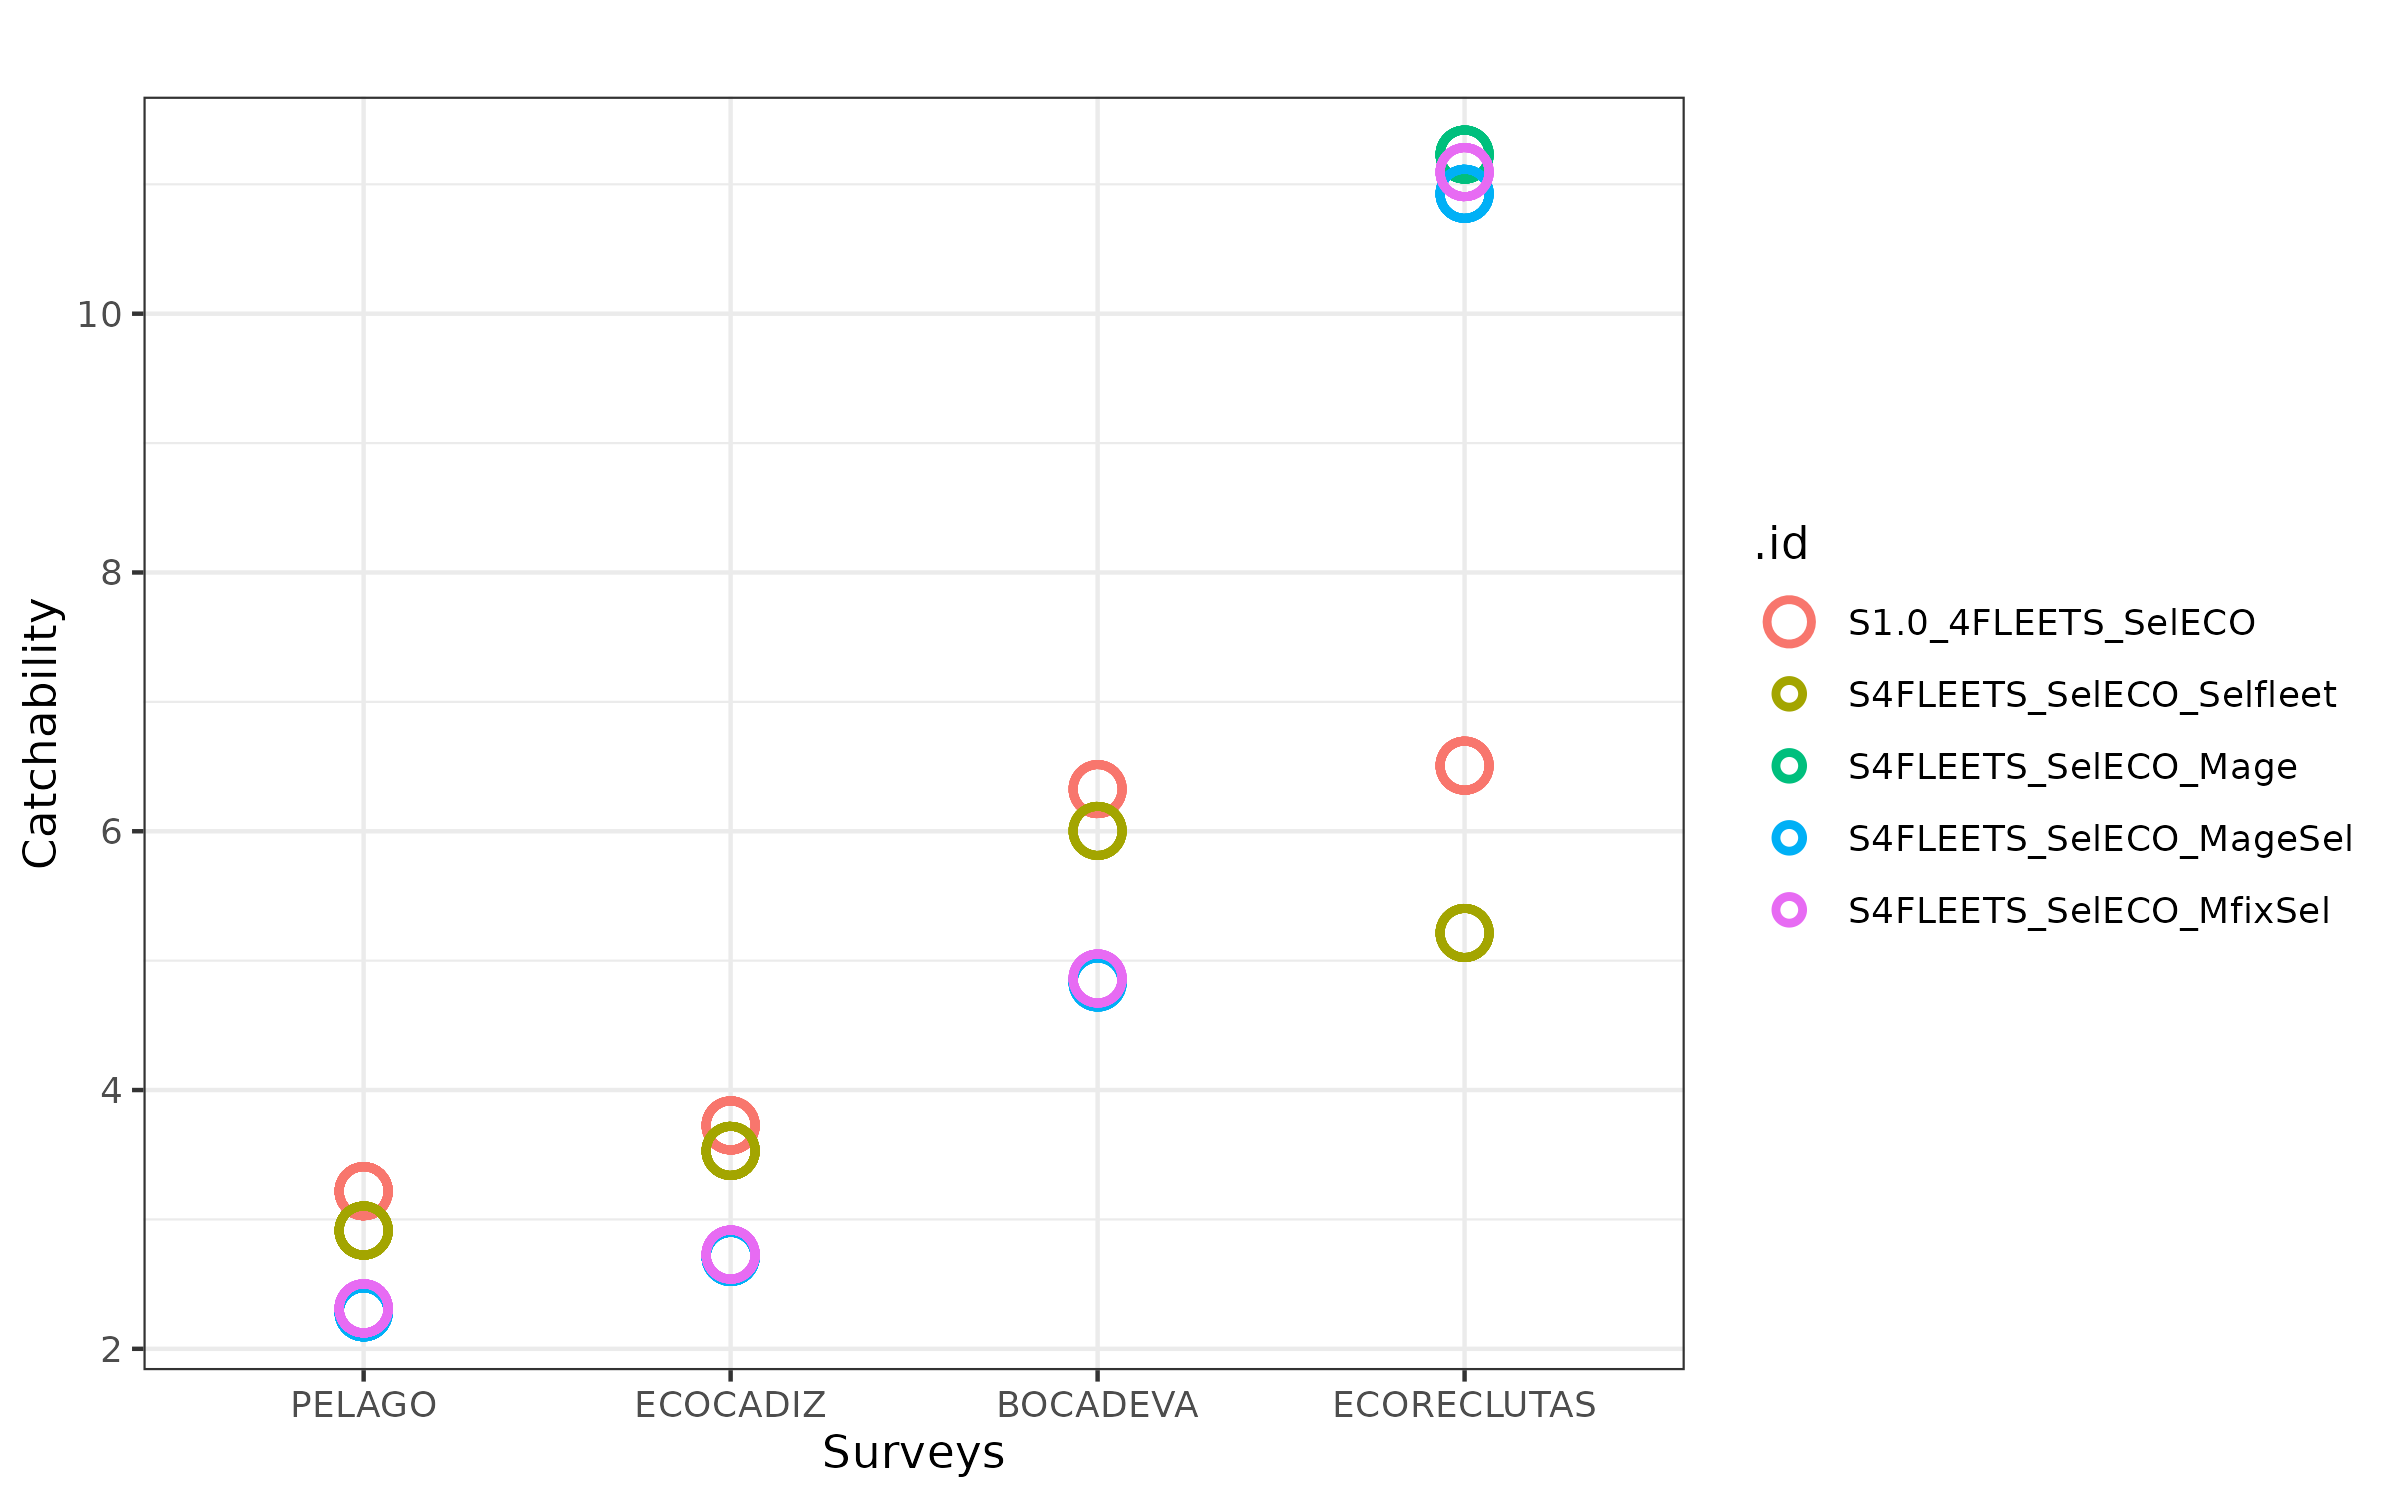 Catchability
10
8
6
4
2
PELAGO
ECOCADIZ
BOCADEVA
ECORECLUTAS
Surveys
.id
S1.0_4FLEETS_SelECO
S4FLEETS_SelECO_Selfleet
S4FLEETS_SelECO_Mage
S4FLEETS_SelECO_MageSel
S4FLEETS_SelECO_MfixSel